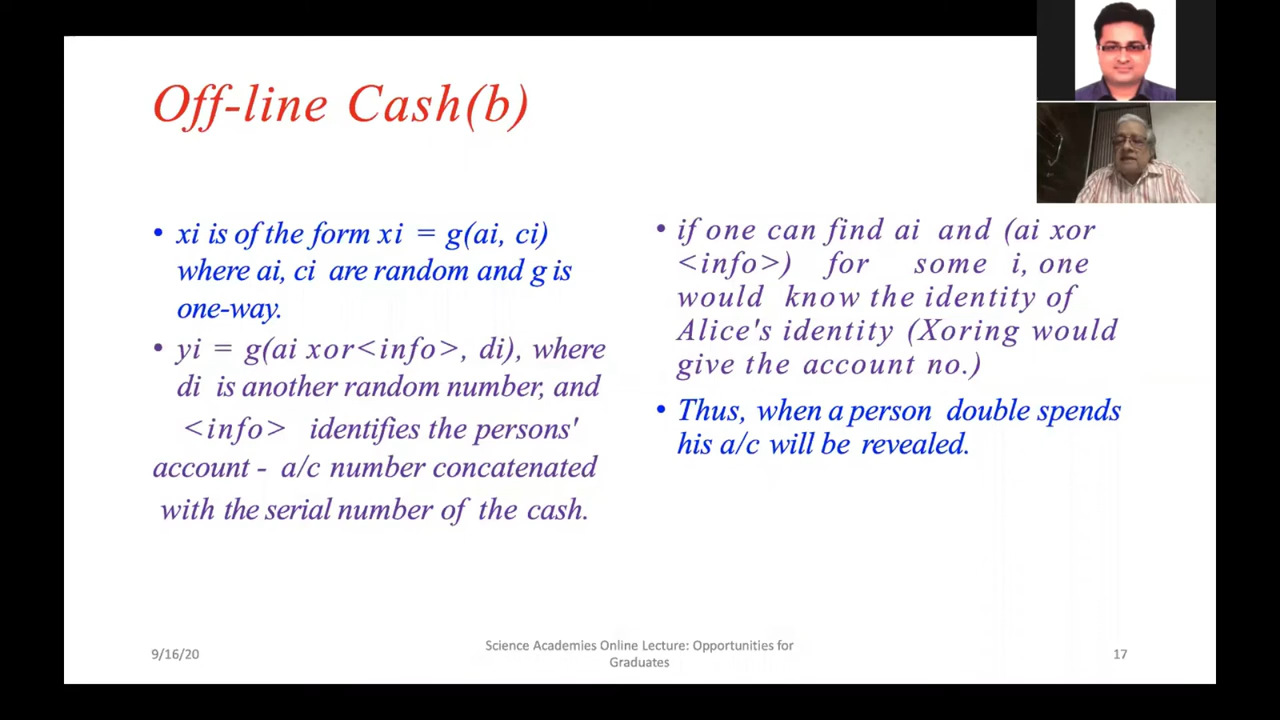 Off-line Cash(b)
• xi is of the form xi = g(ai, ci)
where ai, ci are random and g is
one-way.
• yi = g(ai xor<info>, di), where
di is another random number, and
<info> identifies the persons'
account - a/c number concatenated
with the serial number of the cash.
• if one can find ai and (ai xor
<info>) for some i, one
would know the identity of
Alice's identity (Xoring would
give the account no.)
• Thus, when a person double spends
his a/c will be revealed.
9/16/20
Science Academies Online Lecture: Opportunities for
Graduates
17